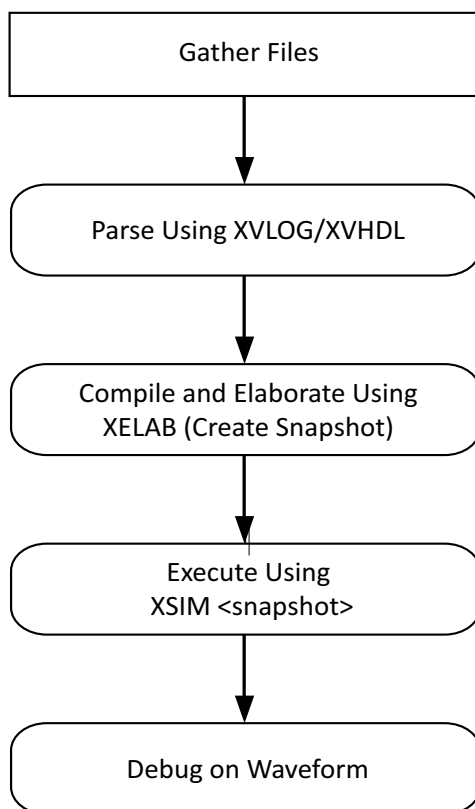 Gather Files
Parse Using XVLOG/XVHDL
Compile and Elaborate Using
XELAB (Create Snapshot)
Execute Using
XSIM <snapshot>
Debug on Waveform